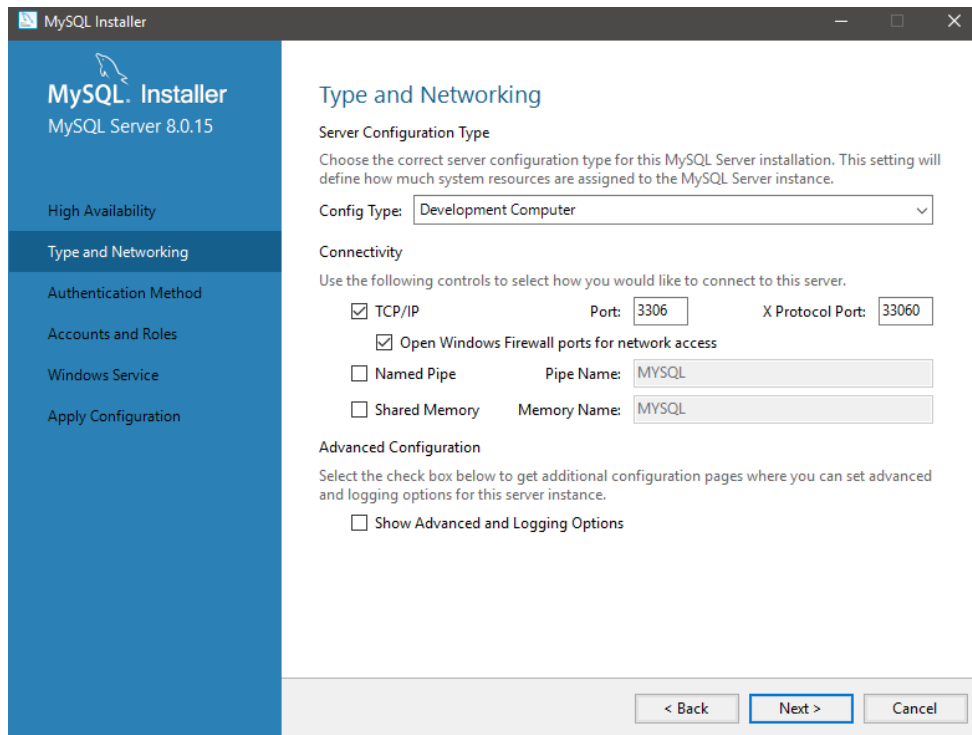 MySQL Installer
MySQL. Installer
MySQL Server 8.0.15
High Availability
Type and Networking
Authentication Method
Accounts and Roles
Windows Service
Apply Configuration
Type and Networking
Server Configuration Type
Choose the correct server configuration type for this MySQL Server installation. This setting will
define how much system resources are assigned to the MySQL Server instance.
Config Type: Development Computer
Connectivity
Use the following controls to select how you would like to connect to this server.
TCP/IP Port: 3306 X Protocol Port: 33060
Open Windows Firewall ports for network access
Named Pipe Pipe Name: MYSQL
Shared Memory Memory Name: MYSQL
Advanced Configuration
Select the check box below to get additional configuration pages where you can set advanced
and logging options for this server instance.
Show Advanced and Logging Options
< Back Next > Cancel